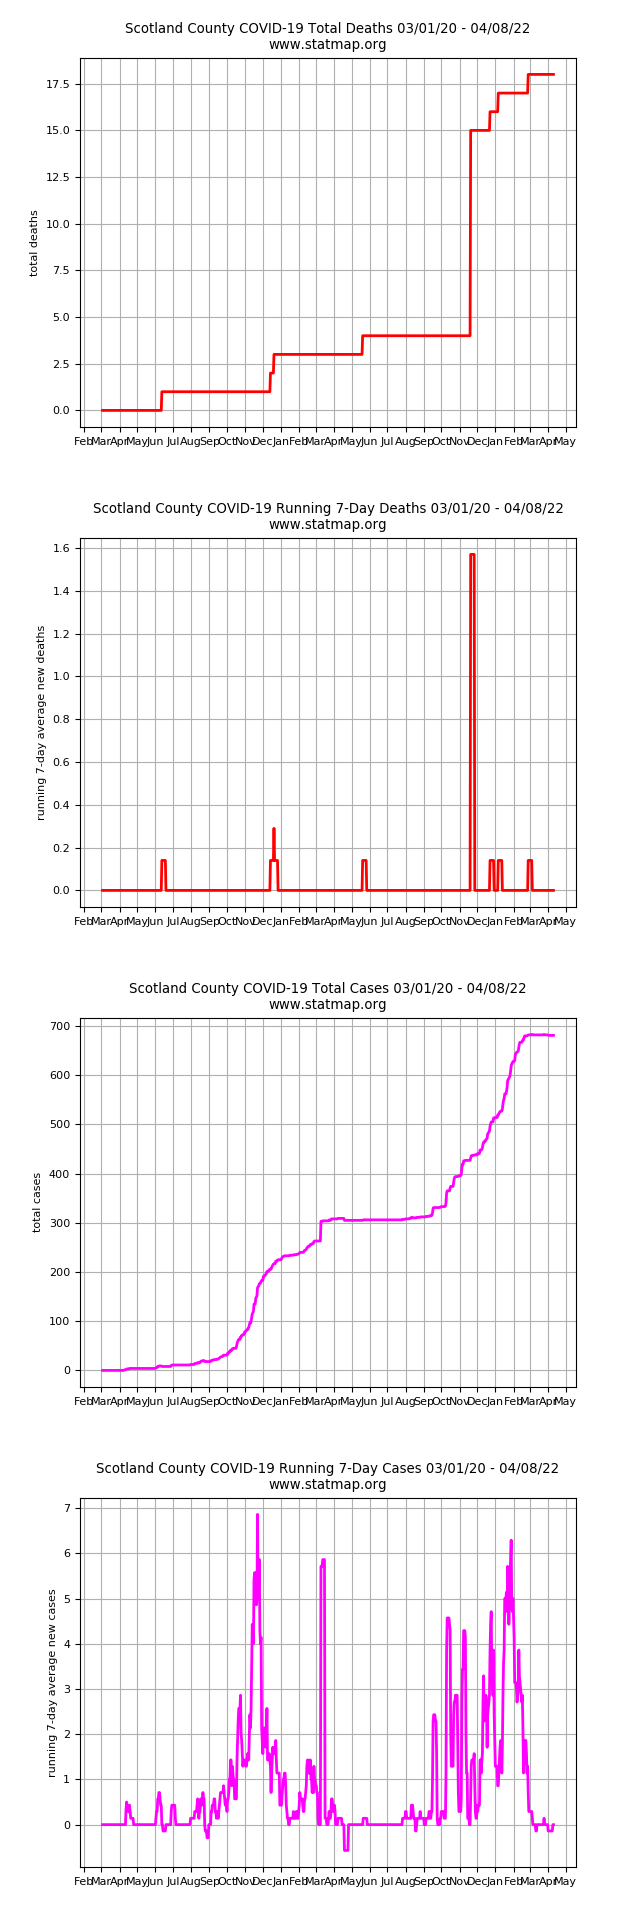 Scotland County COVID-19 Total Deaths 03/01/20 - 04/08/22
www.statmap.org
17.5
15.0
12.5
10.0
7.5
5.0
2.5
0.0
total deaths
Feb Mar Apr May Jun Jul Aug Sep Oct Nov Dec Jan Feb Mar Apr May Jun Jul Aug Sep Oct Nov Dec Jan Feb Mar Apr May
Scotland County COVID-19 Running 7-Day Deaths 03/01/20 - 04/08/22
www.statmap.org
1.6
1.4
1.2
1.0
0.8
0.6
0.4
0.2
0.0
running 7-day average new deaths
Feb Mar Apr May Jun Jul Aug Sep Oct Nov Dec Jan Feb Mar Apr May Jun Jul Aug Sep Oct Nov Dec Jan Feb Mar Apr May
Scotland County COVID-19 Total Cases 03/01/20 - 04/08/22
www.statmap.org
700
600
500
400
300
200
100
0
total cases
Feb Mar Apr May Jun Jul Aug Sep Oct Nov Dec Jan Feb Mar Apr May Jun Jul Aug Sep Oct Nov Dec Jan Feb Mar Apr May
Scotland County COVID-19 Running 7-Day Cases 03/01/20 - 04/08/22
www.statmap.org
7
6
5
4
3
2
1
0
running 7-day average new cases
Feb Mar Apr May Jun Jul Aug Sep Oct Nov Dec Jan Feb Mar Apr May Jun Jul Aug Sep Oct Nov Dec Jan Feb Mar Apr May